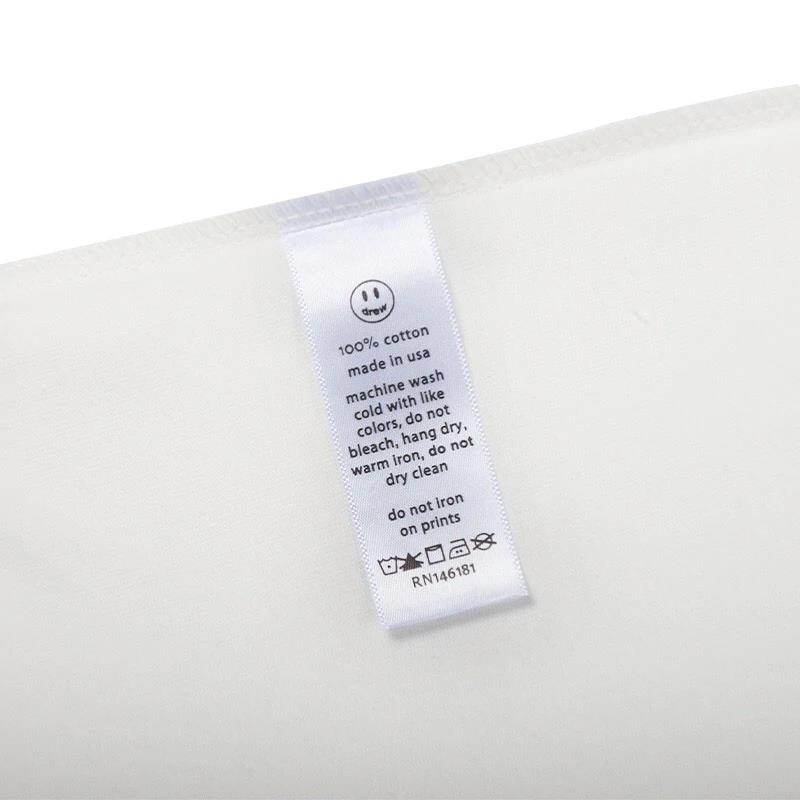 drew
100% cotton
made in usa
machine wash
cold with like
colors, do not
bleach, hang dry,
warm iron, do not
dry clean
do not iron
on prints
RN146181